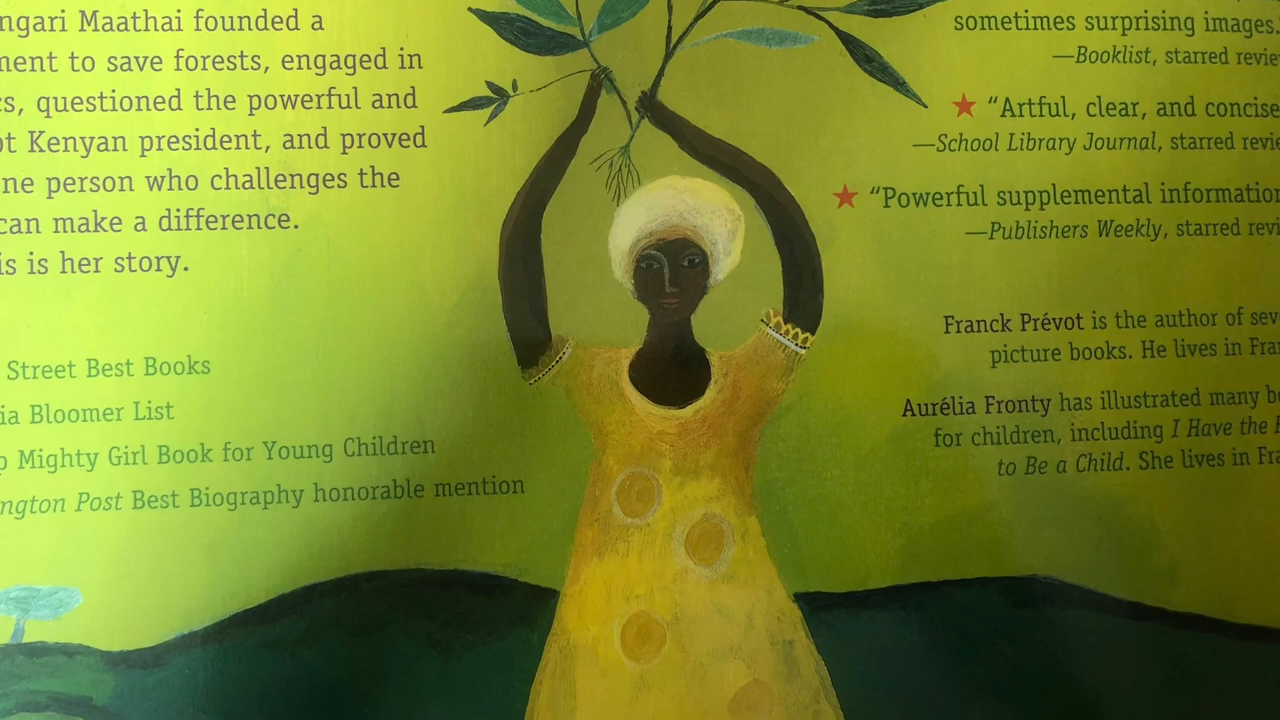 ngari Maathai founded a
ment to save forests, engaged in
cs, questioned the powerful and
pt Kenyan president, and proved
ne person who challenges the
can make a difference.
is is her story.
Street Best Books
ia Bloomer List
p Mighty Girl Book for Young Children
ngton Post Best Biography honorable mention
sometimes surprising images.
—Booklist, starred revie
★ “Artful, clear, and concise
—School Library Journal, starred revie
★ “Powerful supplemental information
—Publishers Weekly, starred revi
Franck Prévot is the author of sev
picture books. He lives in Fran
Aurélia Fronty has illustrated many b
for children, including I Have the
to Be a Child. She lives in Fra